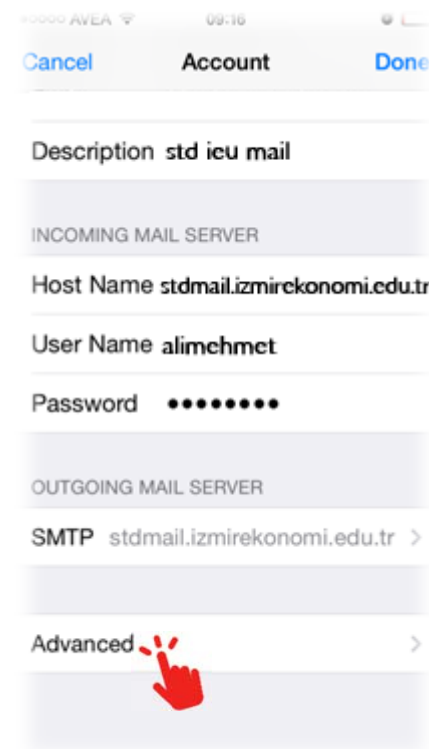 AVEA 09:16
Cancel Account Done
Description std ieu mail
INCOMING MAIL SERVER
Host Name stdmail.izmirekonomi.edu.tr
User Name alimehmet
Password ••••••••
OUTGOING MAIL SERVER
SMTP stdmail.izmirekonomi.edu.tr >
Advanced >